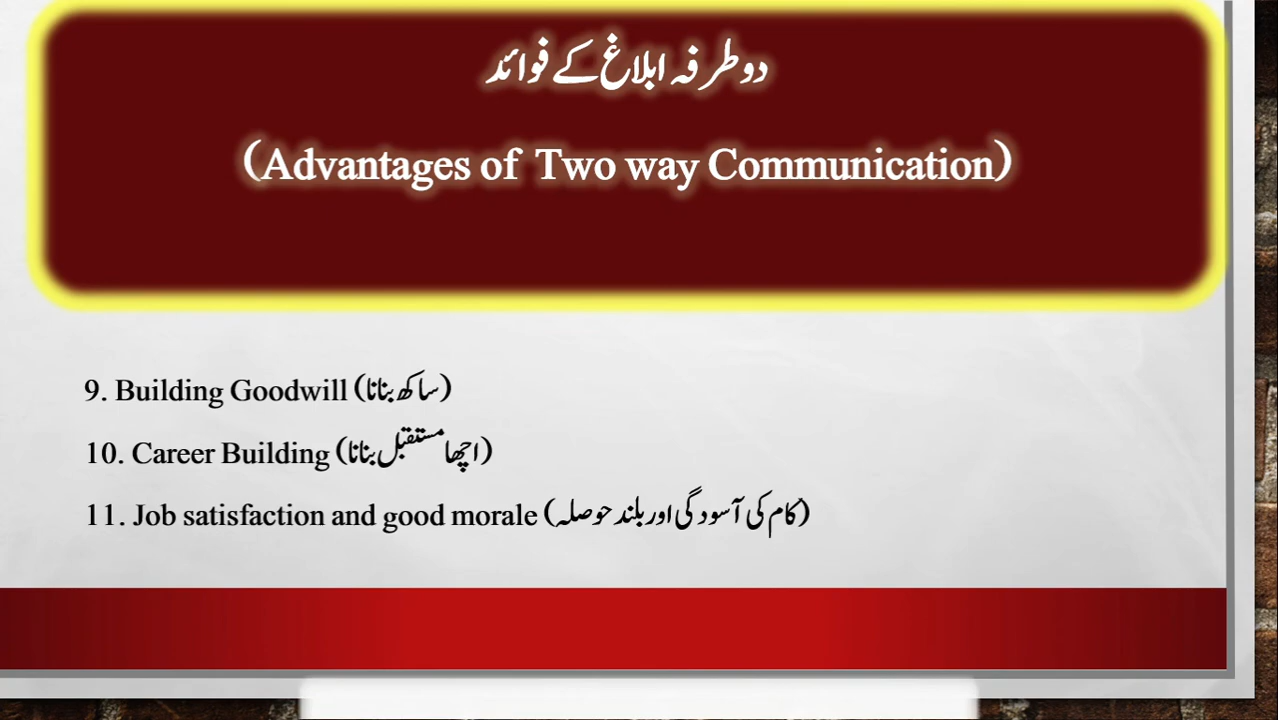 دو طرفہ ابلاغ کے فوائد
(Advantages of Two way Communication)
9. Building Goodwill (ساکھ بنانا)
10. Career Building (اچھا مستقبل بنانا)
11. Job satisfaction and good morale (کام کی آسودگی اور بلند حوصلہ)